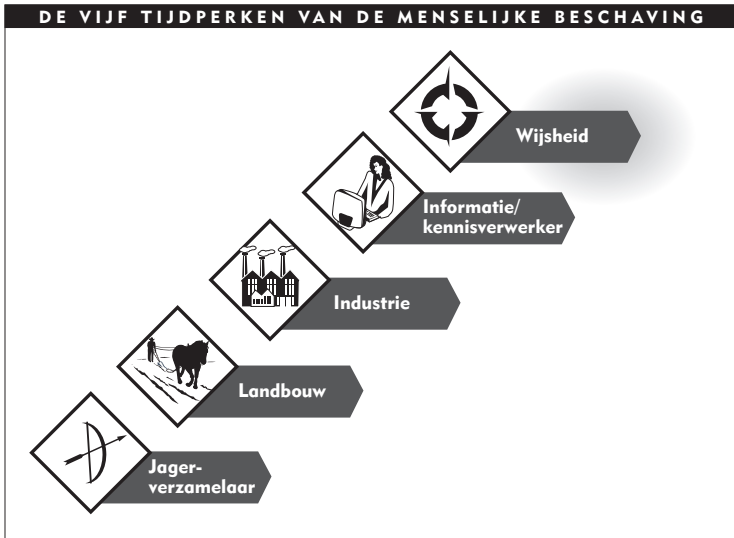 DE VIJF TIJDPERKEN VAN DE MENSELIJKE BESCHAVING
Wijsheid
Informatie/
kennisverwerker
Industrie
Landbouw
Jager-
verzamelaar